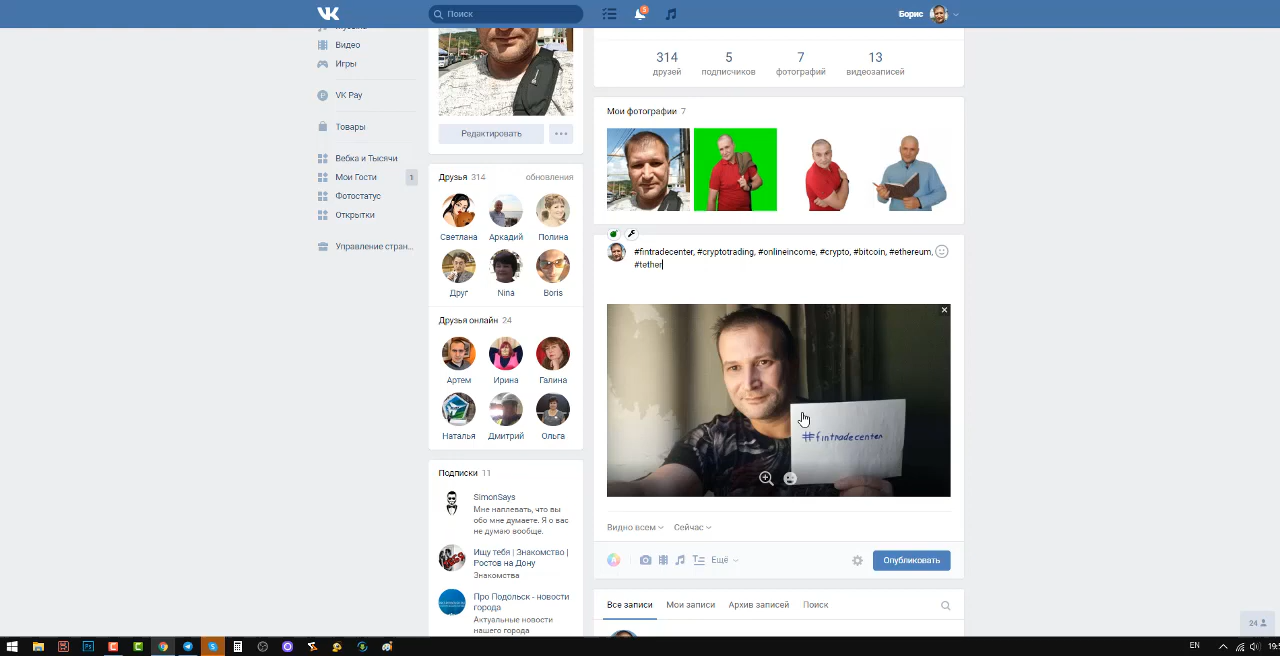 Поиск
6
Борис
Видео
Игры
VK Pay
Товары
Вебка и Тысячи
Мои Гости 1
Фотостатус
Открытки
Управление стран...
Редактировать
Друзья 314 обновления
Светлана Аркадий Полина
Друг Nina Boris
Друзья онлайн 24
Артем Ирина Галина
Наталья Дмитрий Ольга
Подписки 11
SimonSays
Мне наплевать, что вы
обо мне думаете. Я о вас
не думаю вообще.
Ищу тебя | Знакомство |
Ростов на Дону
Знакомства
Про Подольск - новости
города
Актуальные новости
нашего города
314 5 7 13
друзей подписчиков фотографий видеозаписей
Мои фотографии 7
#fintradecenter, #cryptotrading, #onlineincome, #crypto, #bitcoin, #ethereum,
#tether
#fintradecenter
Видно всем Сейчас
Ещё
Опубликовать
Все записи Мои записи Архив записей Поиск
24
EN